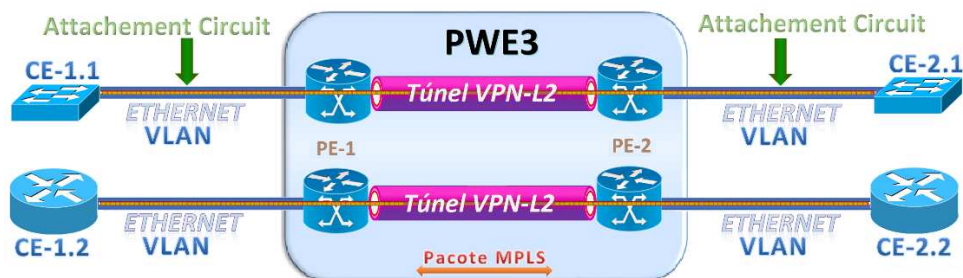 Attachement Circuit
PWE3
Attachement Circuit
CE-1.1
CE-2.1
Túnel VPN-L2
ETHERNET
VLAN
ETHERNET
VLAN
PE-1
PE-2
Túnel VPN-L2
ETHERNET
VLAN
ETHERNET
VLAN
CE-1.2
CE-2.2
Pacote MPLS